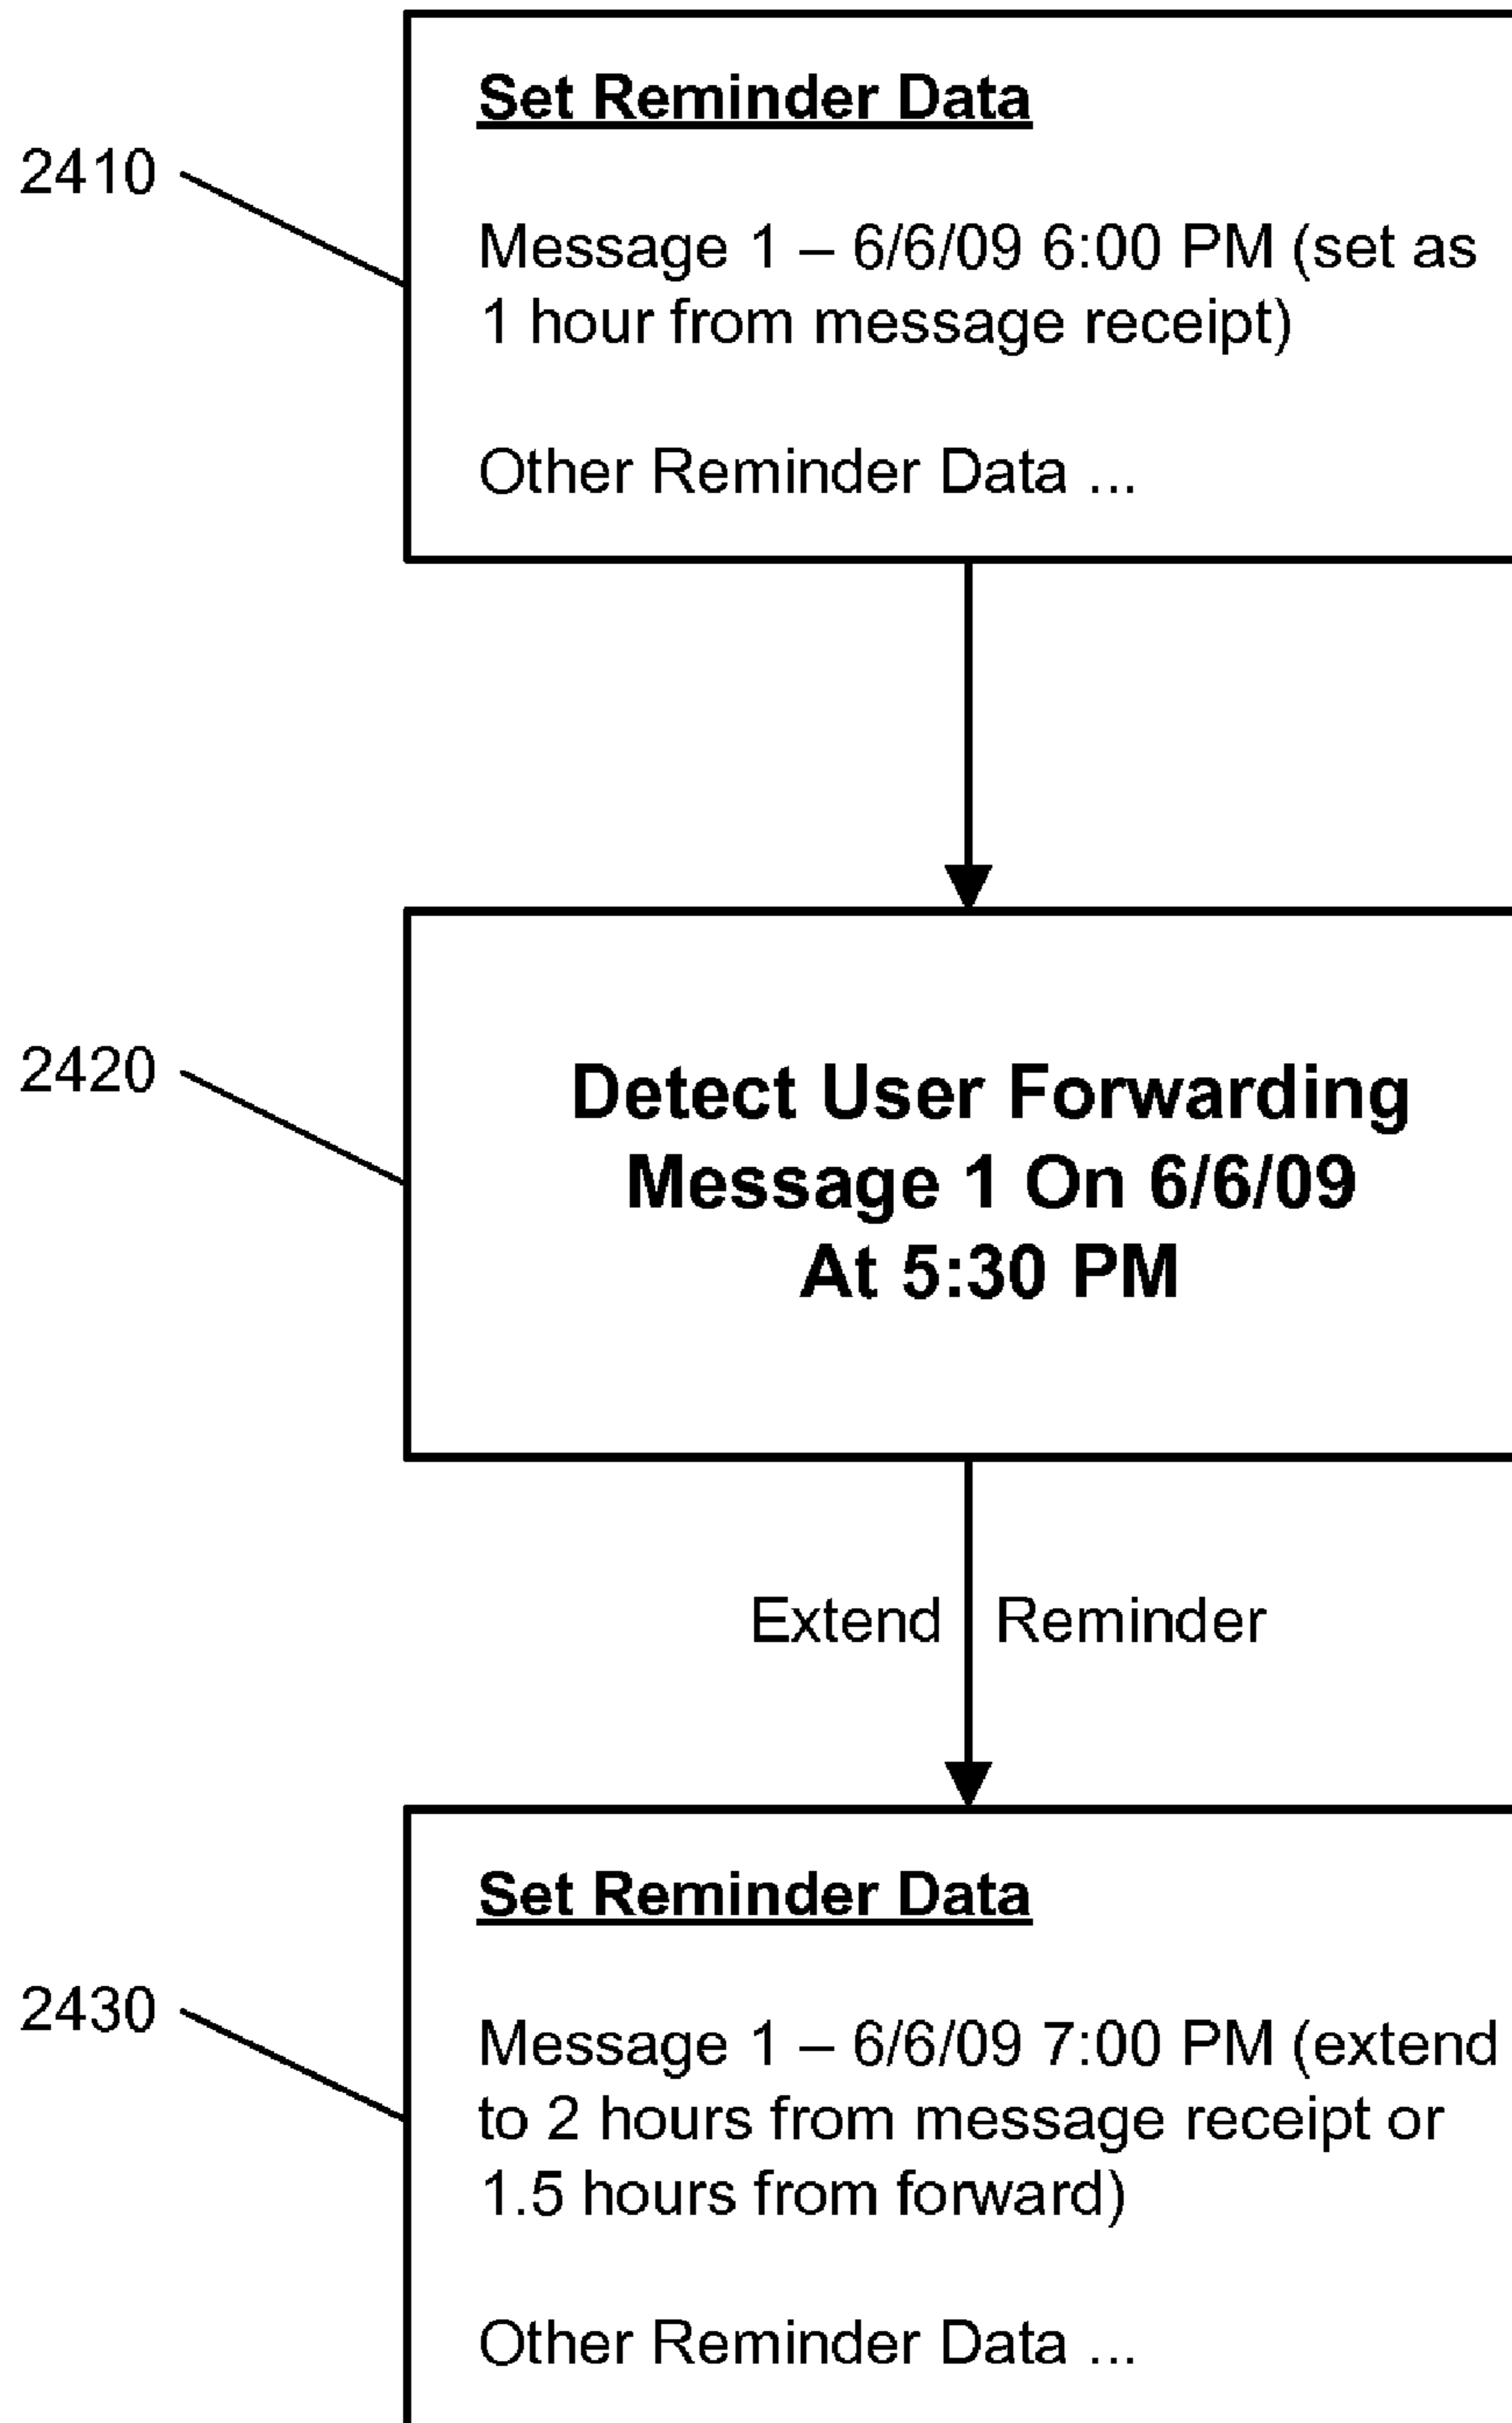 Set Reminder Data
2410
Message 1 – 6/6/09 6:00 PM (set as
1 hour from message receipt)
Other Reminder Data ...
2420
Detect User Forwarding
Message 1 On 6/6/09
At 5:30 PM
Extend Reminder
Set Reminder Data
2430
Message 1 – 6/6/09 7:00 PM (extend
to 2 hours from message receipt or
1.5 hours from forward)
Other Reminder Data ...